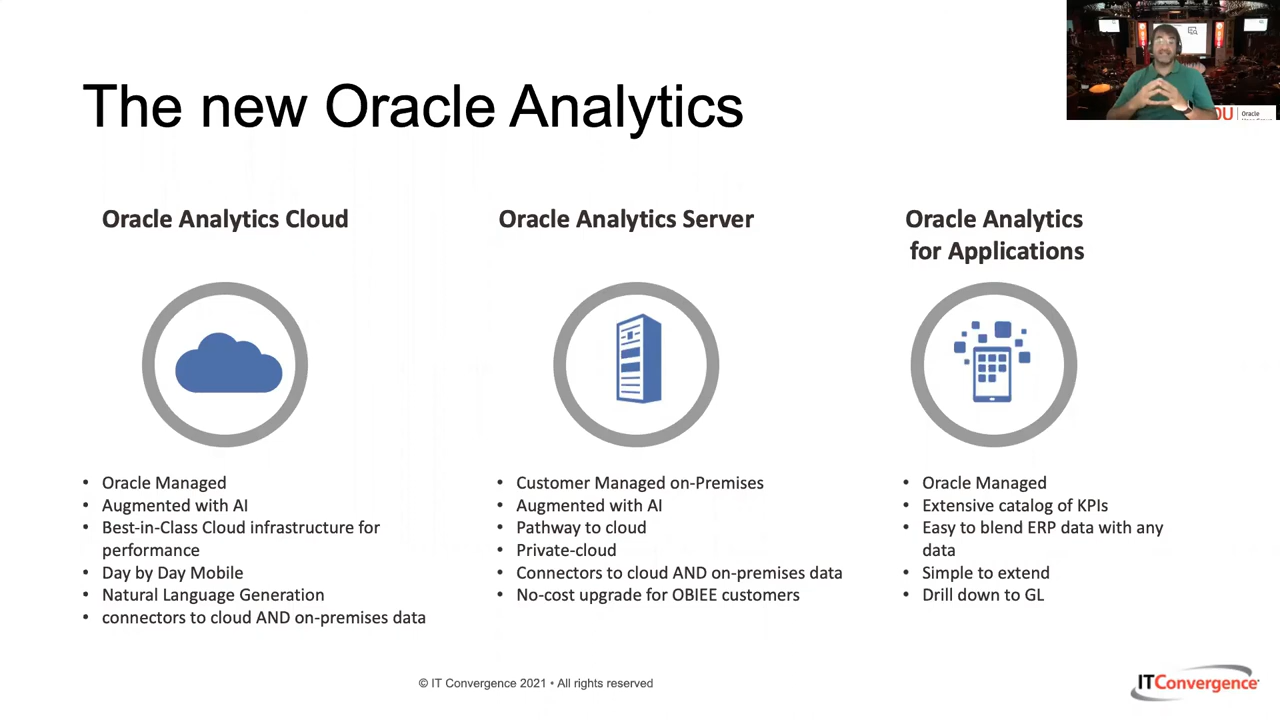 The new Oracle Analytics
Oracle Analytics Cloud
• Oracle Managed
• Augmented with AI
• Best-in-Class Cloud infrastructure for
performance
• Day by Day Mobile
• Natural Language Generation
• connectors to cloud AND on-premises data
Oracle Analytics Server
• Customer Managed on-Premises
• Augmented with AI
• Pathway to cloud
• Private-cloud
• Connectors to cloud AND on-premises data
• No-cost upgrade for OBIEE customers
Oracle Analytics
for Applications
• Oracle Managed
• Extensive catalog of KPIs
• Easy to blend ERP data with any
data
• Simple to extend
• Drill down to GL
OU Oracle
© IT Convergence 2021 • All rights reserved
ITConvergence